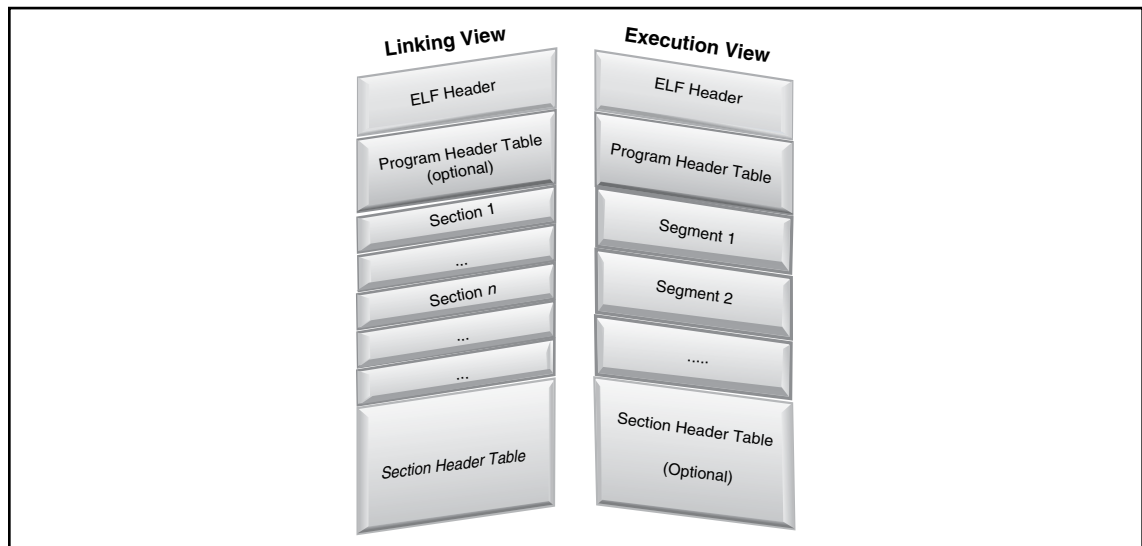 Linking View
ELF Header
Program Header Table
(optional)
Section 1
...
Section n
...
...
Section Header Table
Execution View
ELF Header
Program Header Table
Segment 1
Segment 2
.....
Section Header Table
(Optional)